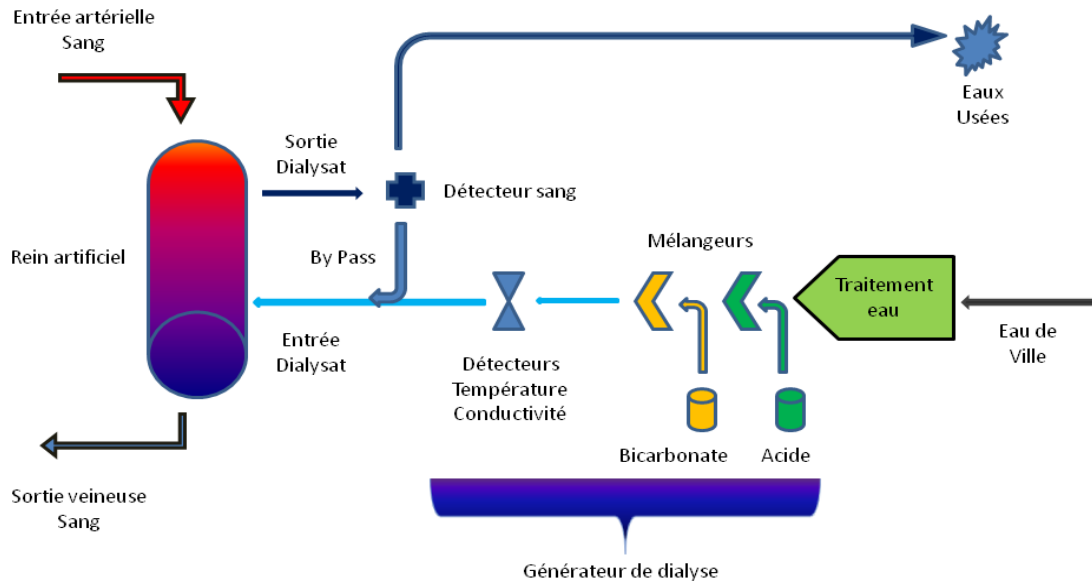 Entrée artérielle
Sang
Eaux
Usées
Sortie
Dialysat
Détecteur sang
Rein artificiel
By Pass
Mélangeurs
Traitement
eau
Eau de
Ville
Entrée
Dialysat
Détecteurs
Température
Conductivité
Bicarbonate
Acide
Sortie veineuse
Sang
Générateur de dialyse